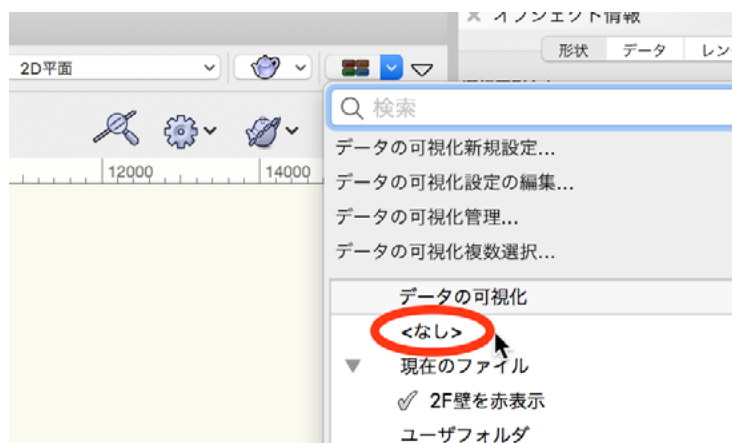 オブジェクト情報
形状 データ レン
2D平面
検索
12000 14000
データの可視化新規設定...
データの可視化設定の編集...
データの可視化管理...
データの可視化複数選択...
データの可視化
<なし>
現在のファイル
2F壁を赤表示
ユーザフォルダ